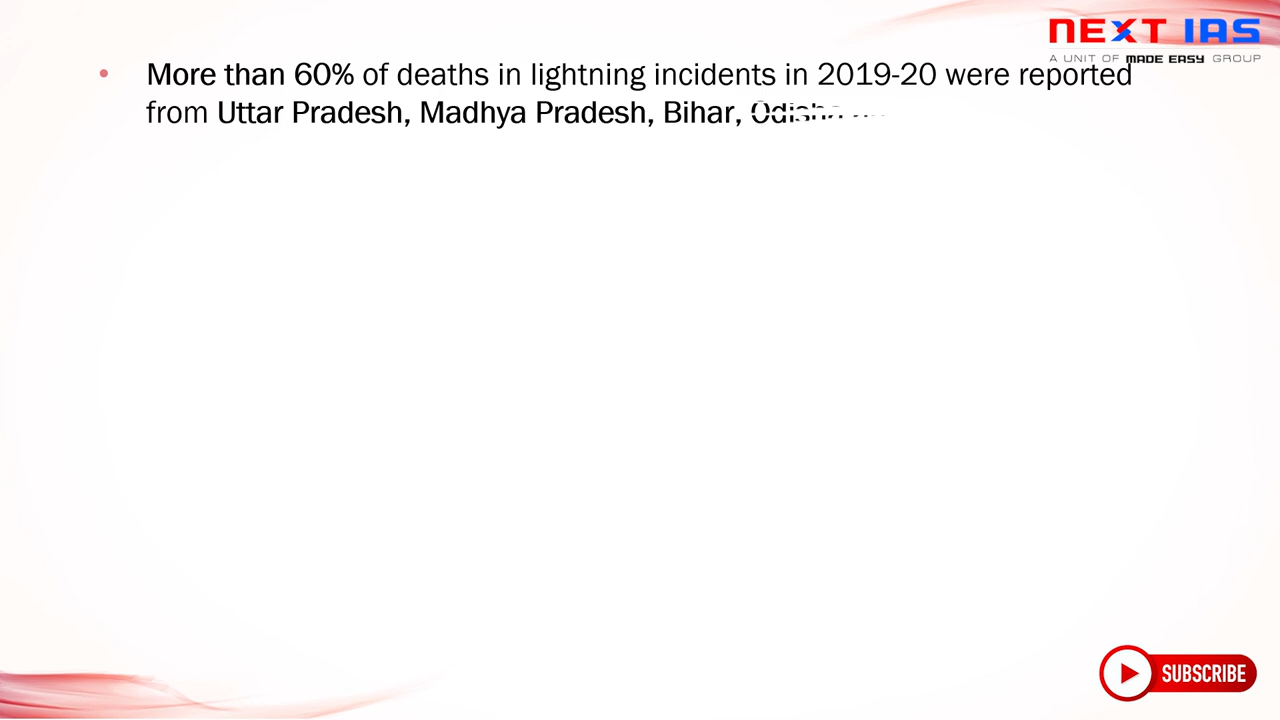 NEXT IAS
A UNIT OF MADE EASY GROUP
More than 60% of deaths in lightning incidents in 2019-20 were reported
from Uttar Pradesh, Madhya Pradesh, Bihar, Odisha
SUBSCRIBE